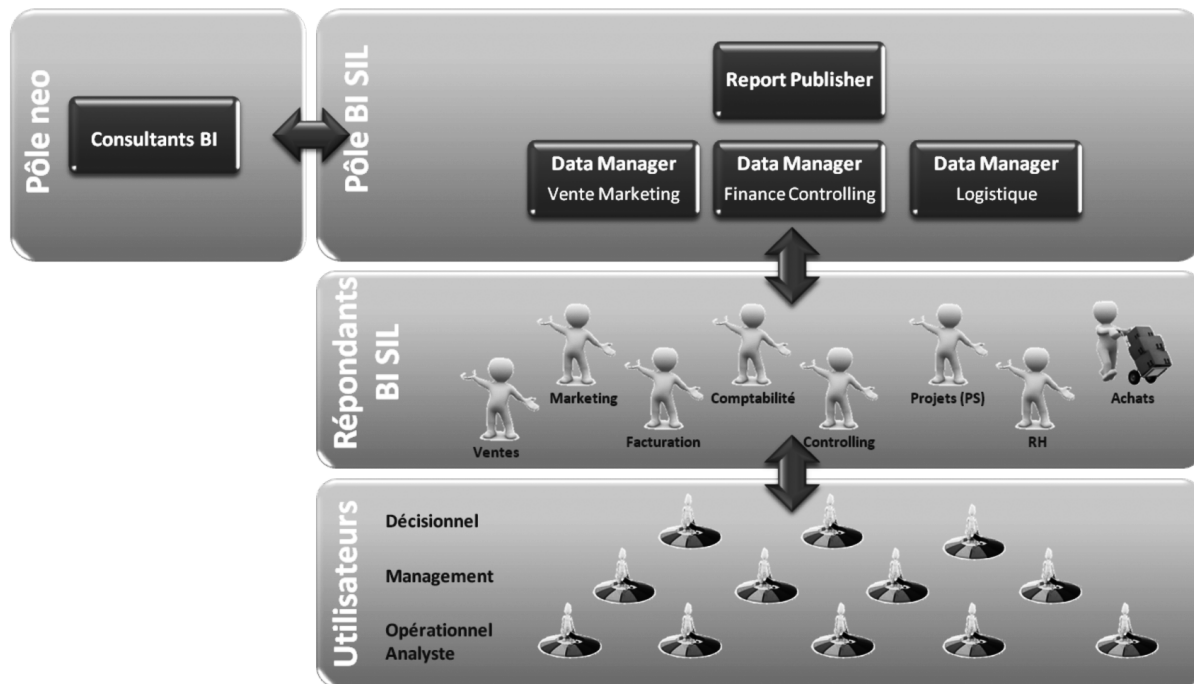 Pôle neo
Consultants BI
Pôle BI SIL
Report Publisher
Data Manager
Vente Marketing
Data Manager
Finance Controlling
Data Manager
Logistique
Répondants
BI SIL
Ventes
Marketing
Facturation
Comptabilité
Controlling
Projets (PS)
RH
Achats
Utilisateurs
Décisionnel
Management
Opérationnel
Analyste